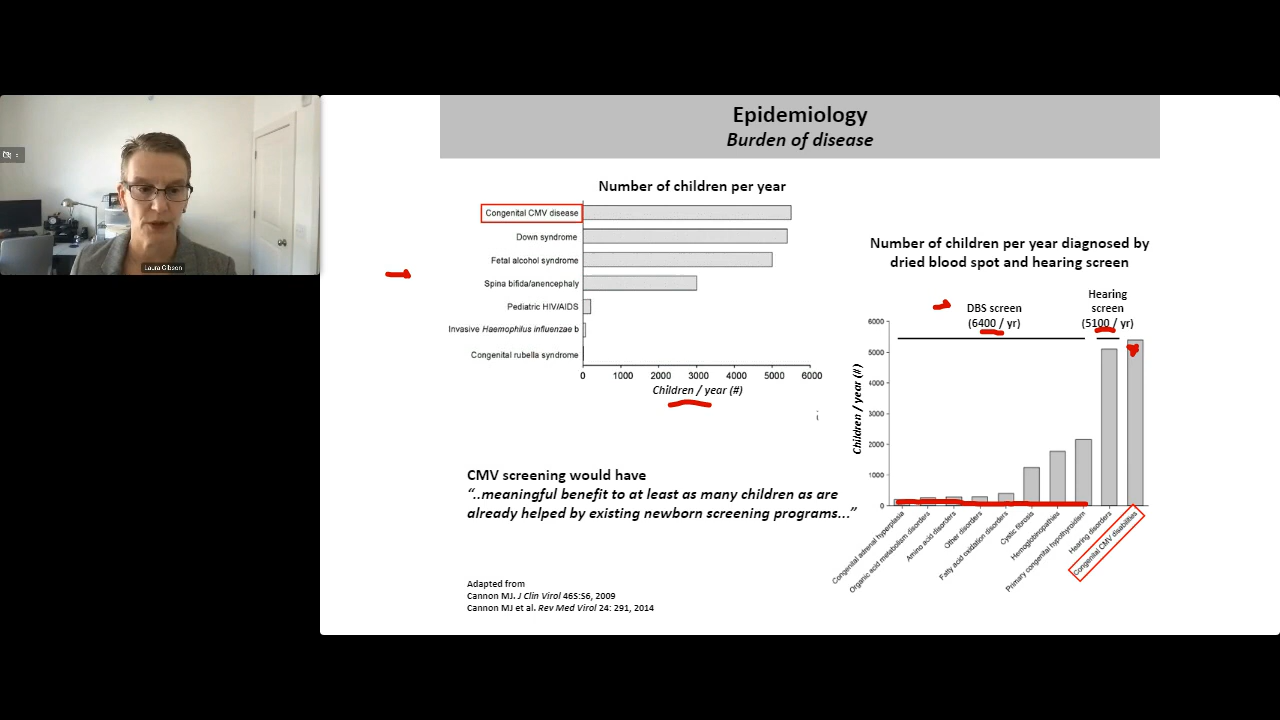 Epidemiology
Burden of disease
Laura Gibson
Number of children per year
Congenital CMV disease
Down syndrome
Fetal alcohol syndrome
Spina bifida/anencephaly
Pediatric HIV/AIDS
Invasive Haemophilus influenzae b
Congenital rubella syndrome
0 1000 2000 3000 4000 5000 6000
Children / year (#)
Number of children per year diagnosed by
dried blood spot and hearing screen
DBS screen
(6400 / yr)
Hearing
screen
(5100 / yr)
6000
5000
4000
3000
2000
1000
0
Children / year (#)
Congenital adrenal hyperplasia
Organic acid metabolism disorders
Amino acid disorders
Other disorders
Fatty acid oxidation disorders
Cystic fibrosis
Hemoglobinopathies
Primary congenital hypothyroidism
Hearing disorders
Congenital CMV disabilities
CMV screening would have
“..meaningful benefit to at least as many children as are
already helped by existing newborn screening programs...”
Adapted from
Cannon MJ. J Clin Virol 46S:S6, 2009
Cannon MJ et al. Rev Med Virol 24: 291, 2014